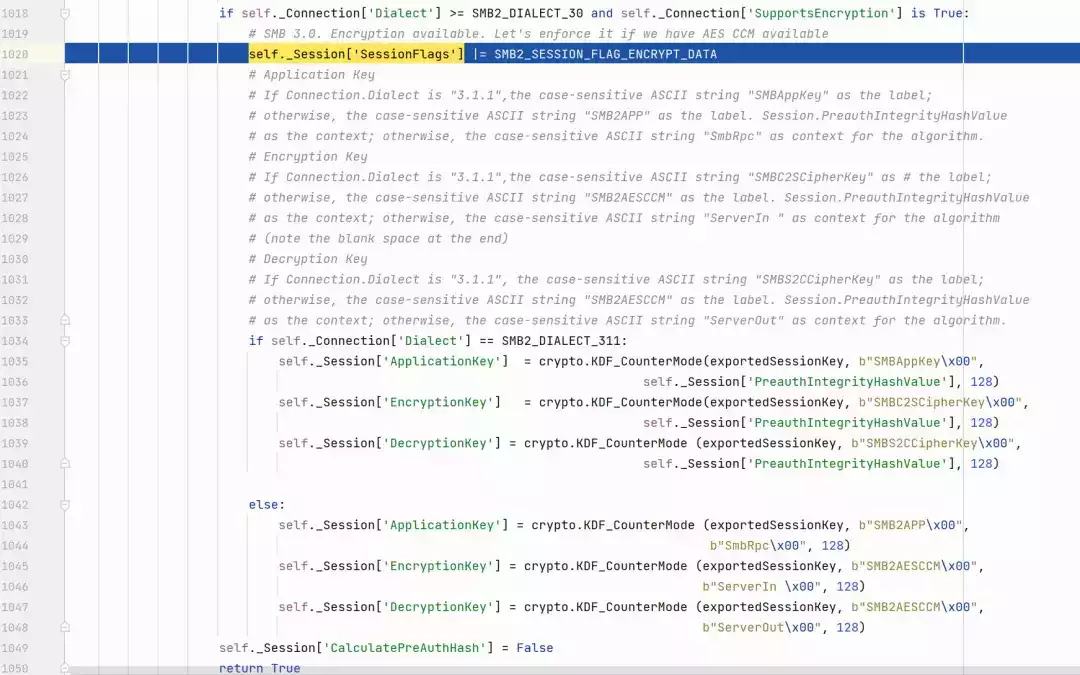 1018 if self._Connection['Dialect'] >= SMB2_DIALECT_30 and self._Connection['SupportsEncryption'] is True:
1019 # SMB 3.0. Encryption available. Let's enforce it if we have AES CCM available
1020 self._Session['SessionFlags'] |= SMB2_SESSION_FLAG_ENCRYPT_DATA
1021 # Application Key
1022 # If Connection.Dialect is "3.1.1",the case-sensitive ASCII string "SMBAppKey" as the label;
1023 # otherwise, the case-sensitive ASCII string "SMB2APP" as the label. Session.PreauthIntegrityHashValue
1024 # as the context; otherwise, the case-sensitive ASCII string "SmbRpc" as context for the algorithm.
1025 # Encryption Key
1026 # If Connection.Dialect is "3.1.1",the case-sensitive ASCII string "SMBC2SCipherKey" as # the label;
1027 # otherwise, the case-sensitive ASCII string "SMB2AESCCM" as the label. Session.PreauthIntegrityHashValue
1028 # as the context; otherwise, the case-sensitive ASCII string "ServerIn " as context for the algorithm
1029 # (note the blank space at the end)
1030 # Decryption Key
1031 # If Connection.Dialect is "3.1.1", the case-sensitive ASCII string "SMBS2CCipherKey" as the label;
1032 # otherwise, the case-sensitive ASCII string "SMB2AESCCM" as the label. Session.PreauthIntegrityHashValue
1033 # as the context; otherwise, the case-sensitive ASCII string "ServerOut" as context for the algorithm.
1034 if self._Connection['Dialect'] == SMB2_DIALECT_311:
1035 self._Session['ApplicationKey']  = crypto.KDF_CounterMode(exportedSessionKey, b"SMBAppKey\x00",
1036 self._Session['PreauthIntegrityHashValue'], 128)
1037 self._Session['EncryptionKey']   = crypto.KDF_CounterMode(exportedSessionKey, b"SMBC2SCipherKey\x00",
1038 self._Session['PreauthIntegrityHashValue'], 128)
1039 self._Session['DecryptionKey'] = crypto.KDF_CounterMode (exportedSessionKey, b"SMBS2CCipherKey\x00",
1040 self._Session['PreauthIntegrityHashValue'], 128)
1041
1042 else:
1043 self._Session['ApplicationKey'] = crypto.KDF_CounterMode (exportedSessionKey, b"SMB2APP\x00",
1044 b"SmbRpc\x00", 128)
1045 self._Session['EncryptionKey'] = crypto.KDF_CounterMode (exportedSessionKey, b"SMB2AESCCM\x00",
1046 b"ServerIn \x00", 128)
1047 self._Session['DecryptionKey'] = crypto.KDF_CounterMode (exportedSessionKey, b"SMB2AESCCM\x00",
1048 b"ServerOut\x00", 128)
1049 self._Session['CalculatePreAuthHash'] = False
1050 return True